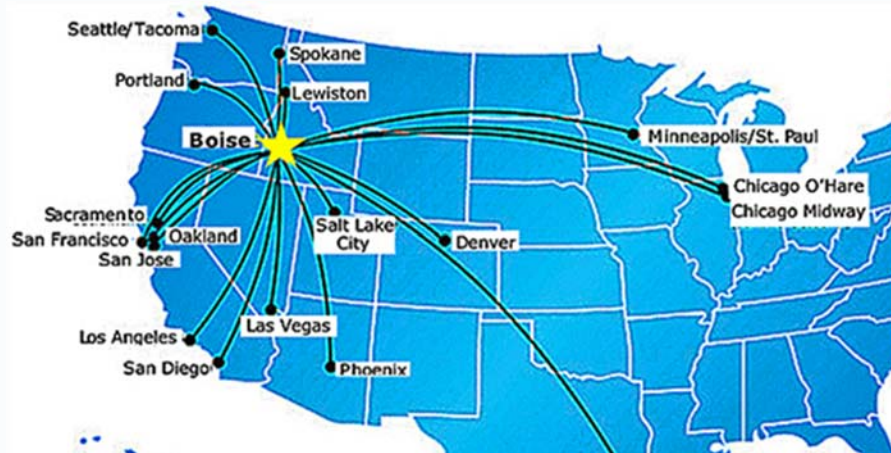 Seattle/Tacoma
Spokane
Portland
Lewiston
Boise
Minneapolis/St. Paul
Chicago O'Hare
Chicago Midway
Sacramento
San Francisco
Oakland
San Jose
Salt Lake
City
Denver
Las Vegas
Los Angeles
San Diego
Phoenix